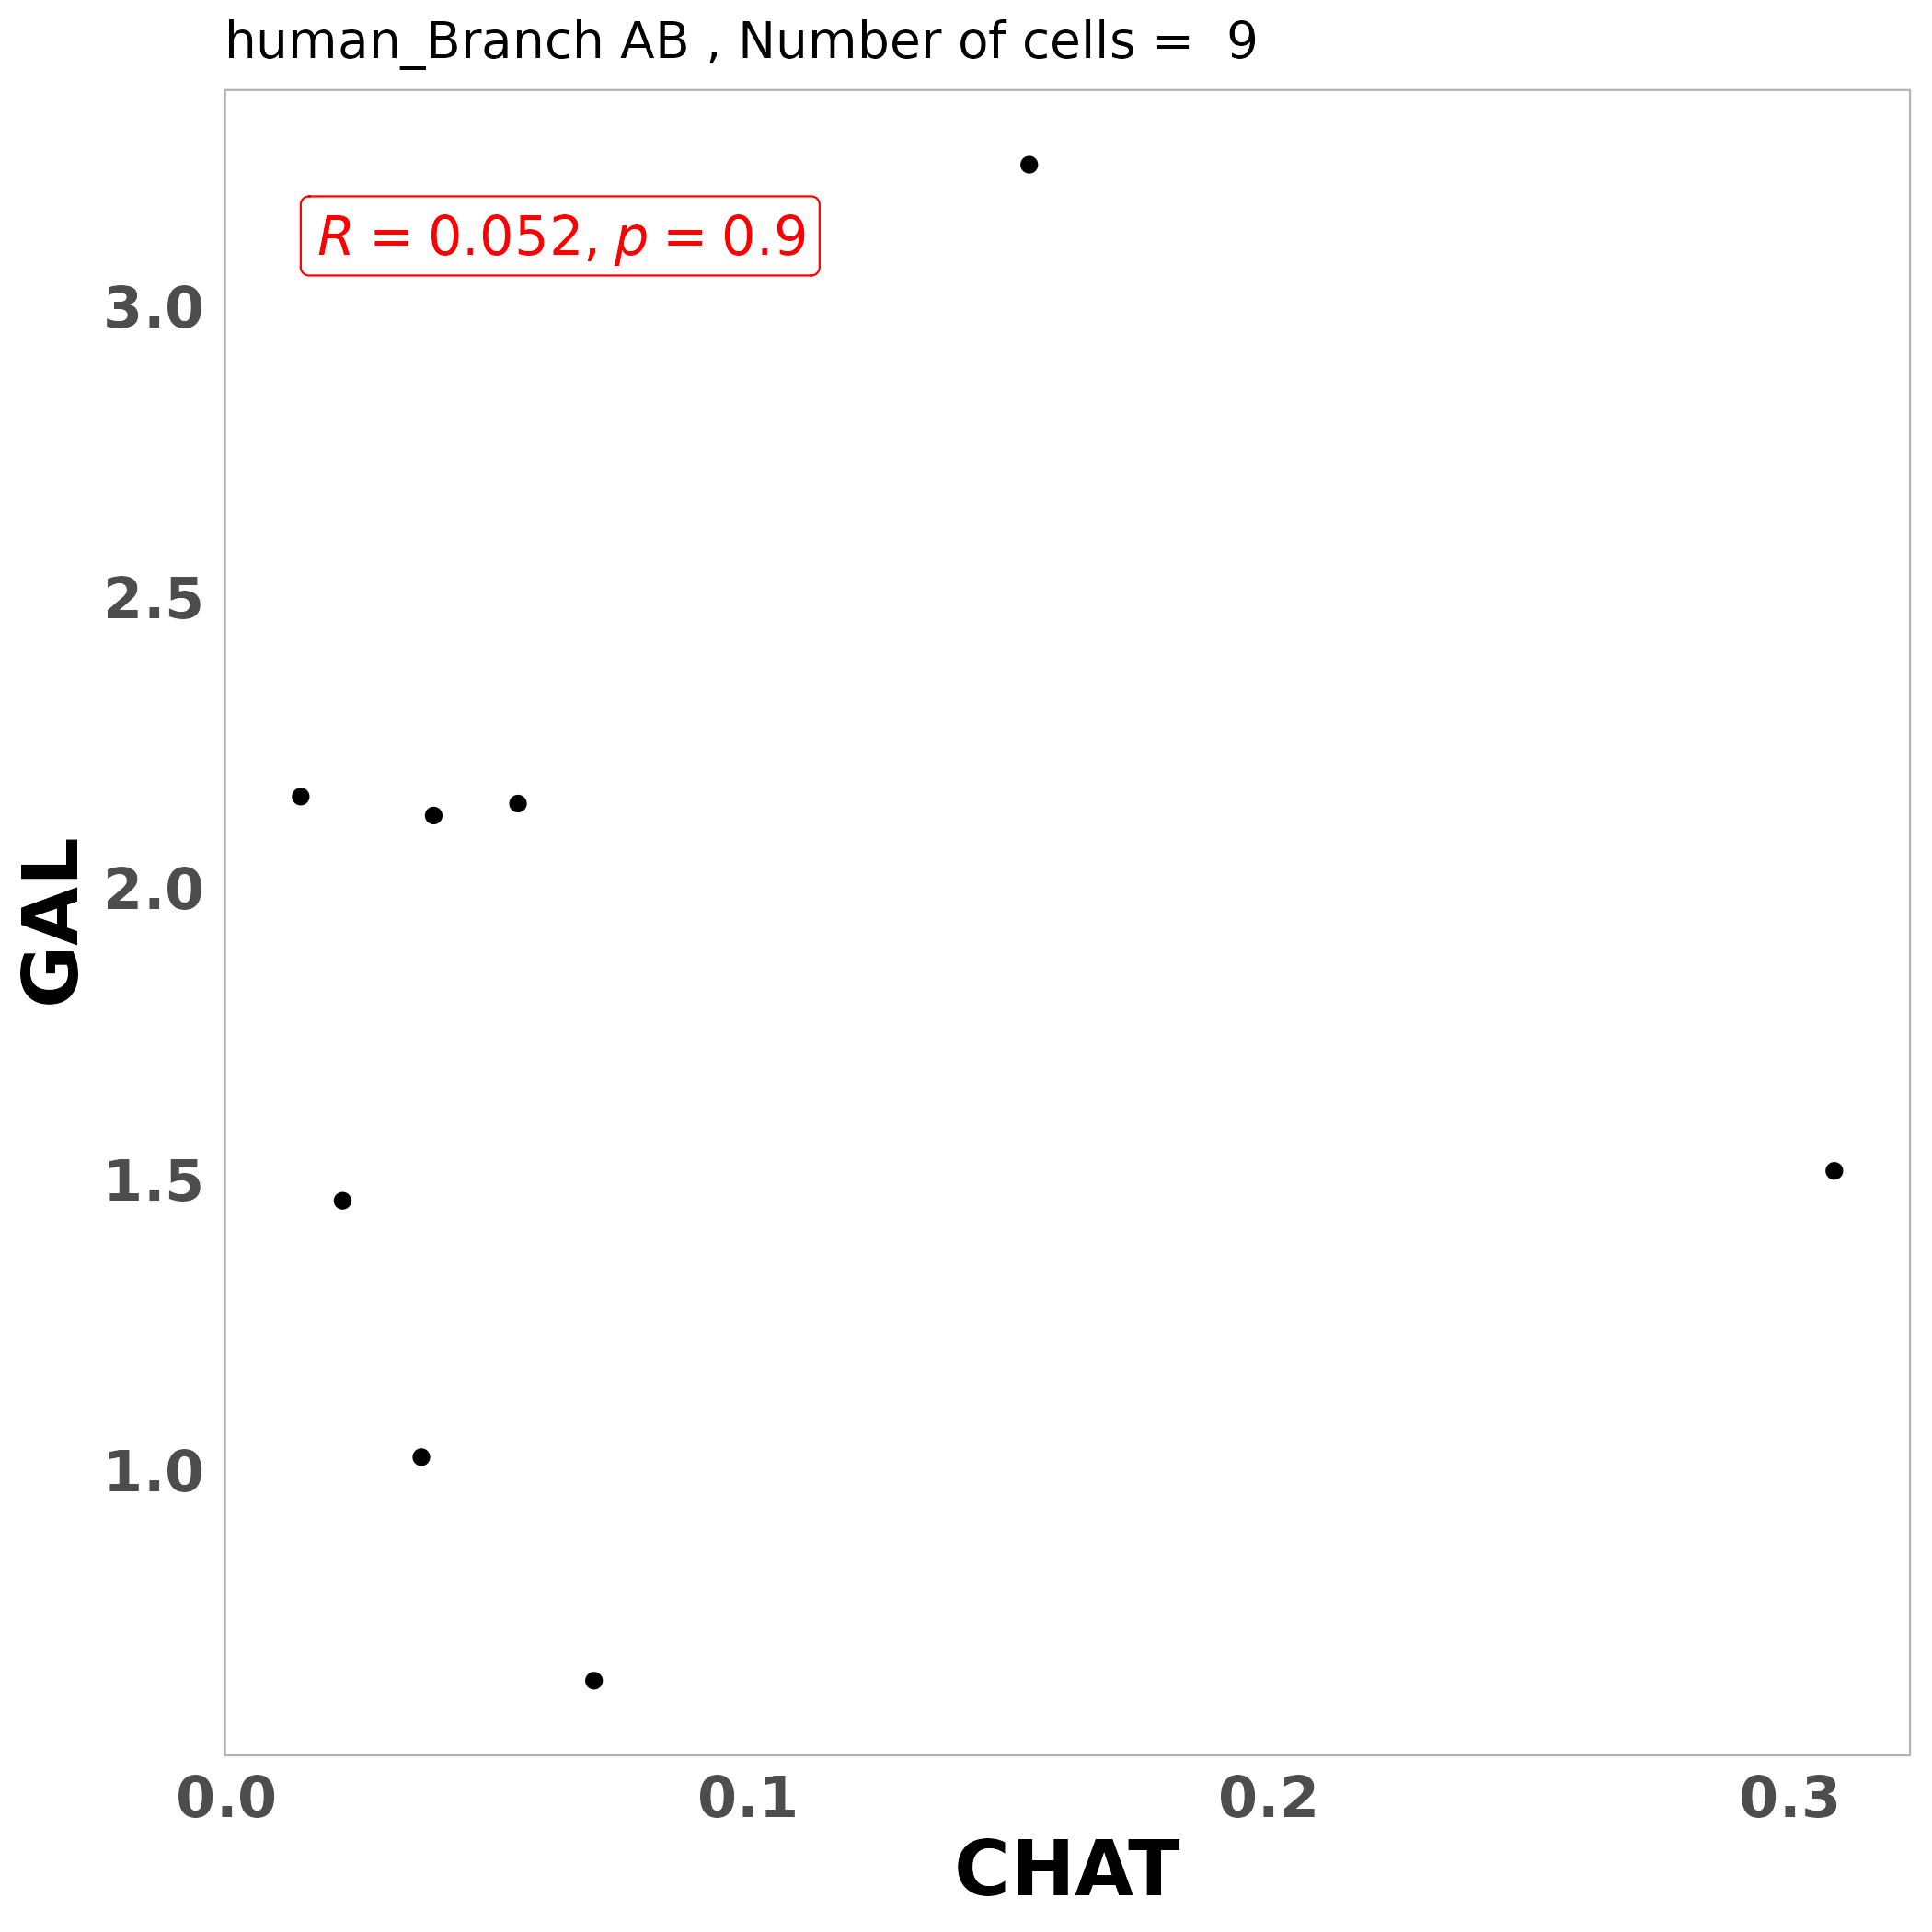 human_Branch AB , Number of cells =  9
R = 0.052, p = 0.9
3.0
2.5
2.0
1.5
1.0
GAL
0.0 0.1 0.2 0.3
CHAT